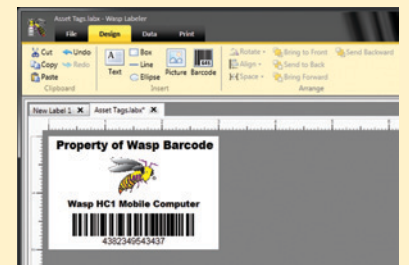 Asset Tags.labx - Wasp Labeler
File Design Data Print
Cut Undo Box Rotate Bring to Front Send Backward
Copy Redo Line Align Send to Back
Paste Text Ellipse Picture Barcode Space Bring Forward
Clipboard Insert Arrange
New Label 1 X Asset Tags.labx* X
Property of Wasp Barcode
Wasp HC1 Mobile Computer
4382349543437